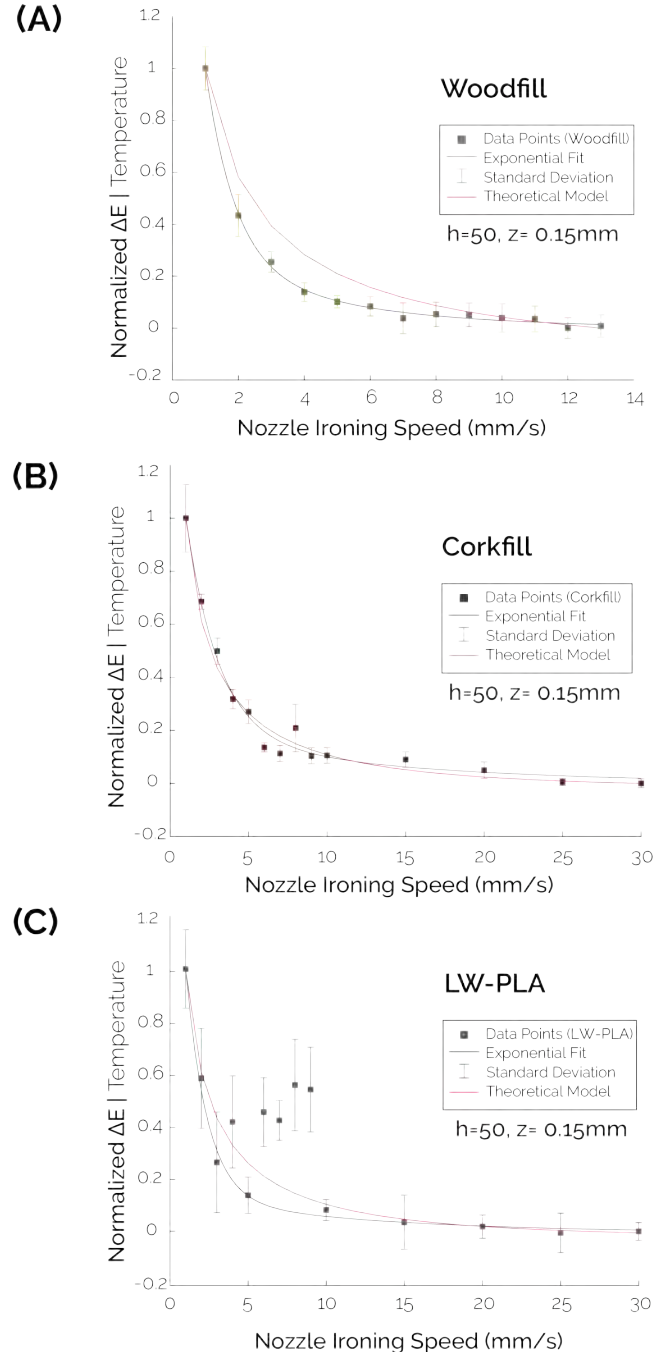 (A)
1.2
1
0.8
0.6
0.4
0.2
0
-0.2
Normalized ΔE | Temperature
0 2 4 6 8 10 12 14
Nozzle Ironing Speed (mm/s)
Woodfill
Data Points (Woodfill)
Exponential Fit
Standard Deviation
Theoretical Model
h=50, z= 0.15mm
(B)
1.2
1
0.8
0.6
0.4
0.2
0
-0.2
Normalized ΔE | Temperature
0 5 10 15 20 25 30
Nozzle Ironing Speed (mm/s)
Corkfill
Data Points (Corkfill)
Exponential Fit
Standard Deviation
Theoretical Model
h=50, z= 0.15mm
(C)
1.2
1
0.8
0.6
0.4
0.2
0
-0.2
Normalized ΔE | Temperature
0 5 10 15 20 25 30
Nozzle Ironing Speed (mm/s)
LW-PLA
Data Points (LW-PLA)
Exponential Fit
Standard Deviation
Theoretical Model
h=50, z= 0.15mm